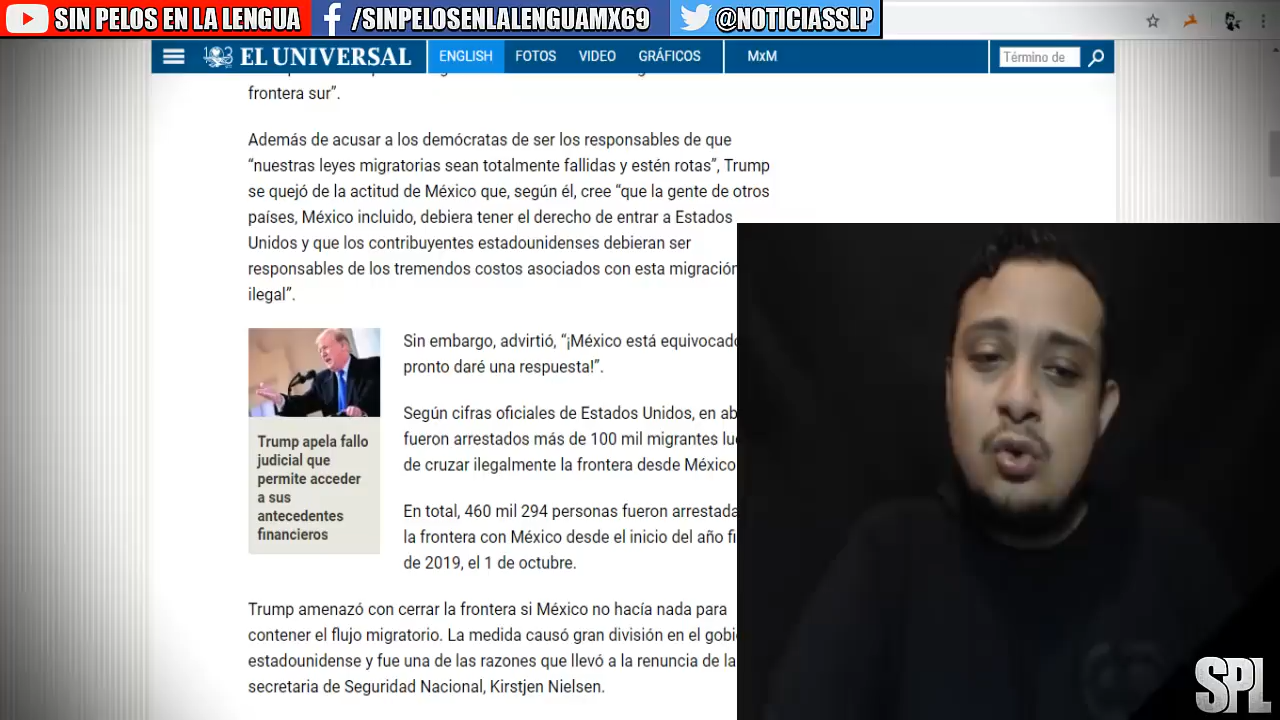 SIN PELOS EN LA LENGUA
/SINPELOSENLALENGUAMX69
@NOTICIASSLP
EL UNIVERSAL
ENGLISH
FOTOS
VIDEO
GRÁFICOS
MxM
Término de
frontera sur”.
Además de acusar a los demócratas de ser los responsables de que
“nuestras leyes migratorias sean totalmente fallidas y estén rotas”, Trump
se quejó de la actitud de México que, según él, cree “que la gente de otros
países, México incluido, debiera tener el derecho de entrar a Estados
Unidos y que los contribuyentes estadounidenses debieran ser
responsables de los tremendos costos asociados con esta migración
ilegal”.
Sin embargo, advirtió, “¡México está equivocado
pronto daré una respuesta!”.
Según cifras oficiales de Estados Unidos, en ab
fueron arrestados más de 100 mil migrantes lu
de cruzar ilegalmente la frontera desde México
En total, 460 mil 294 personas fueron arrestada
la frontera con México desde el inicio del año fi
de 2019, el 1 de octubre.
Trump apela fallo
judicial que
permite acceder
a sus
antecedentes
financieros
Trump amenazó con cerrar la frontera si México no hacía nada para
contener el flujo migratorio. La medida causó gran división en el gobi
estadounidense y fue una de las razones que llevó a la renuncia de la
secretaria de Seguridad Nacional, Kirstjen Nielsen.
SPL